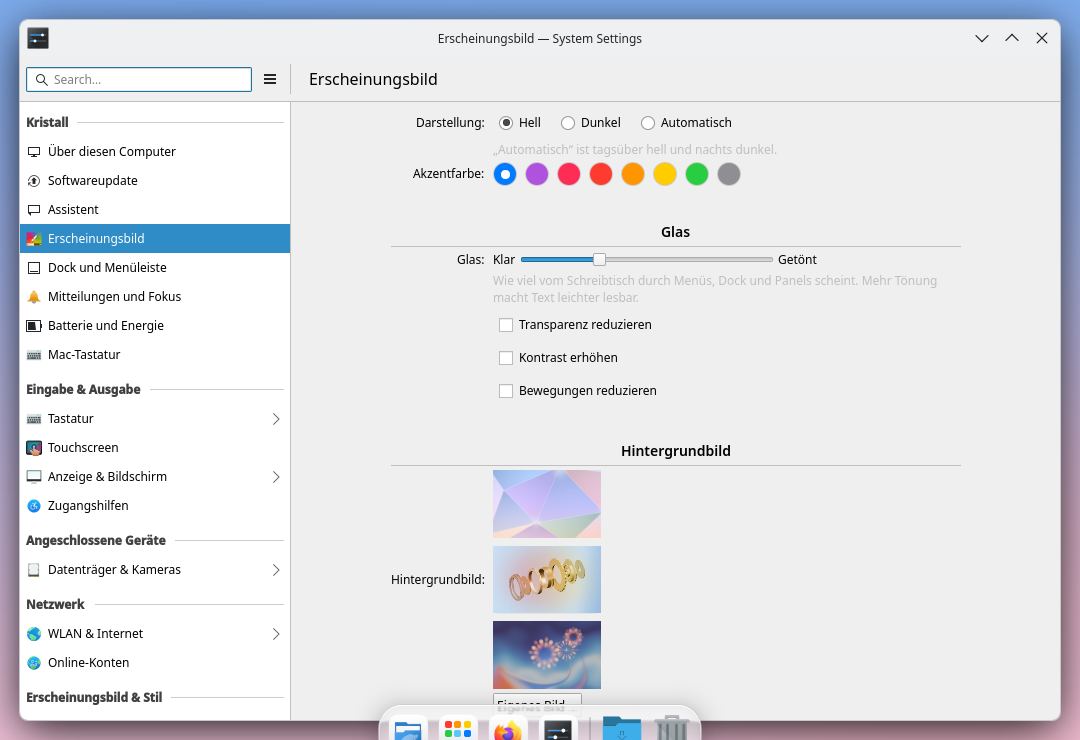 Erscheinungsbild — System Settings
Search...
Erscheinungsbild
Kristall
Über diesen Computer
Softwareupdate
Assistent
Erscheinungsbild
Dock und Menüleiste
Mitteilungen und Fokus
Batterie und Energie
Mac-Tastatur
Eingabe & Ausgabe
Tastatur
Touchscreen
Anzeige & Bildschirm
Zugangshilfen
Angeschlossene Geräte
Datenträger & Kameras
Netzwerk
WLAN & Internet
Online-Konten
Erscheinungsbild & Stil
Darstellung: Hell Dunkel Automatisch
„Automatisch“ ist tagsüber hell und nachts dunkel.
Akzentfarbe:
Glas
Glas: Klar Getönt
Wie viel vom Schreibtisch durch Menüs, Dock und Panels scheint. Mehr Tönung
macht Text leichter lesbar.
Transparenz reduzieren
Kontrast erhöhen
Bewegungen reduzieren
Hintergrundbild
Hintergrundbild:
Eigenes Bild